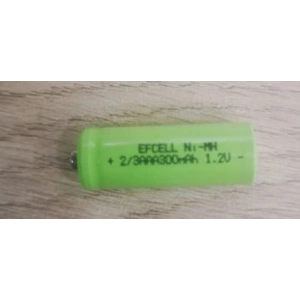 EFCELL Ni-MH
+ 2/3AAA300mAh 1.2V -